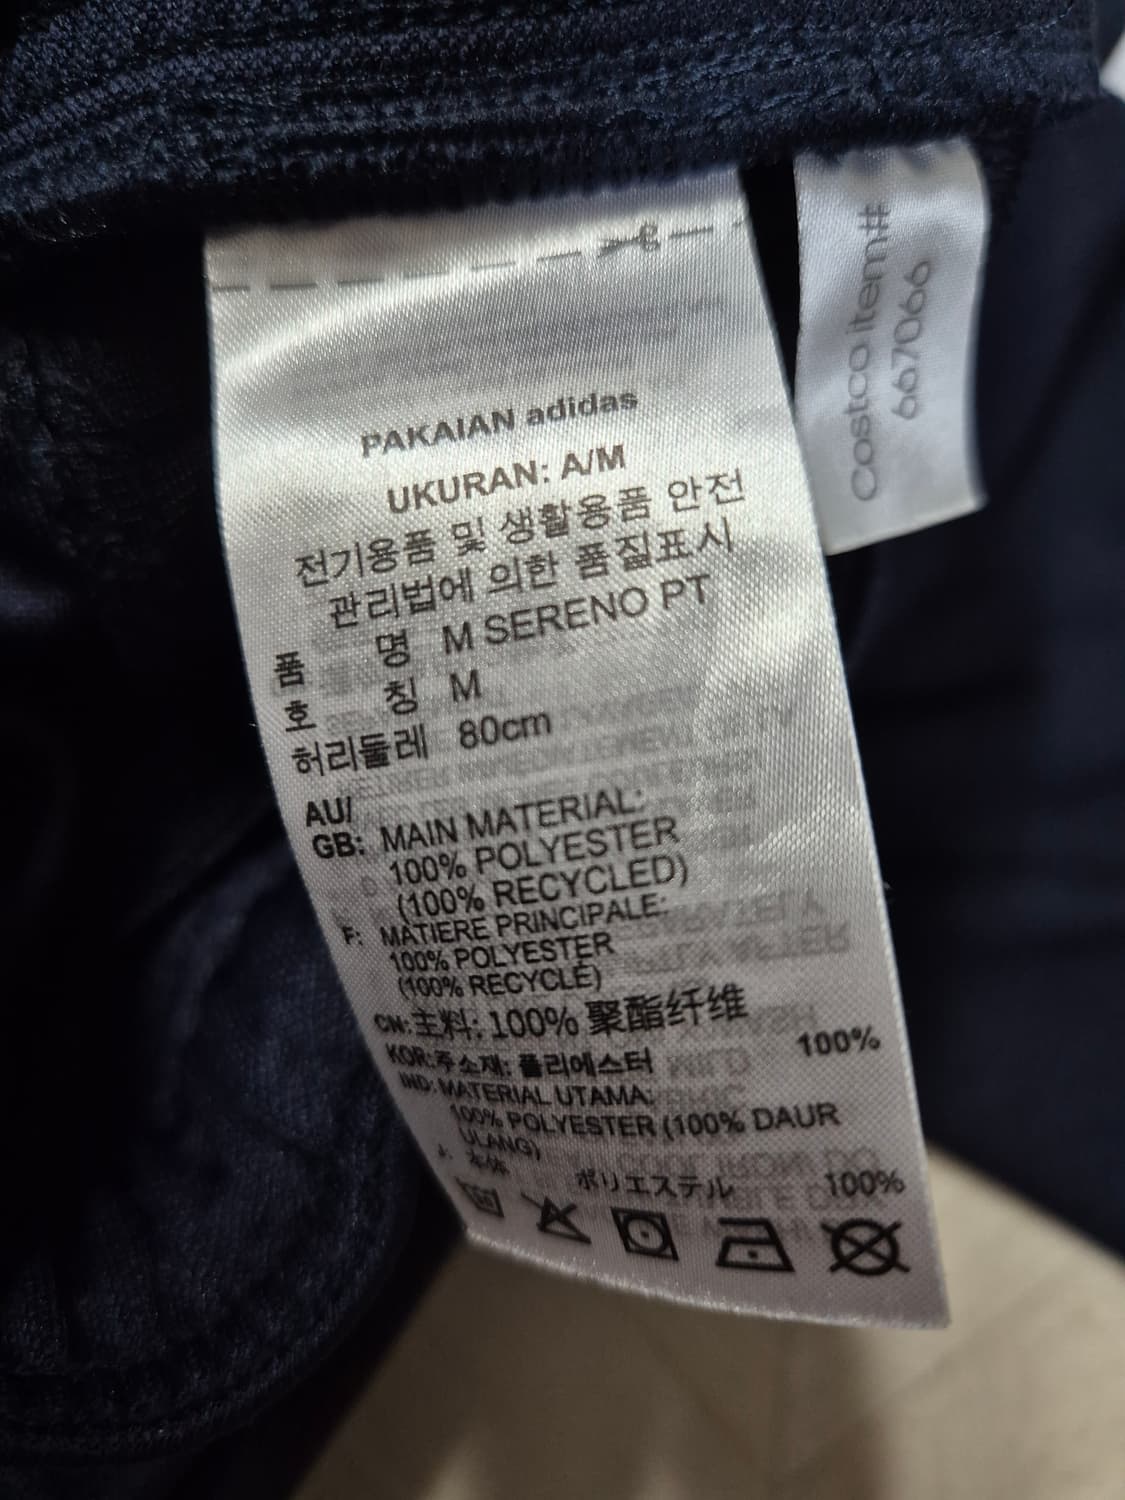 PAKAIAN adidas
UKURAN: A/M
전기용품 및 생활용품 안전
관리법에 의한 품질표시
품 명 M SERENO PT
호 칭 M
허리둘레 80cm
AU/
GB: MAIN MATERIAL:
100% POLYESTER
(100% RECYCLED)
F: MATIERE PRINCIPALE:
100% POLYESTER
(100% RECYCLE)
CN: 主料: 100% 聚酯纤维
KOR: 주소재: 폴리에스터 100%
IND: MATERIAL UTAMA:
100% POLYESTER (100% DAUR
ULANG)
J: 本体 ポリエステル 100%
Costco item#
667066